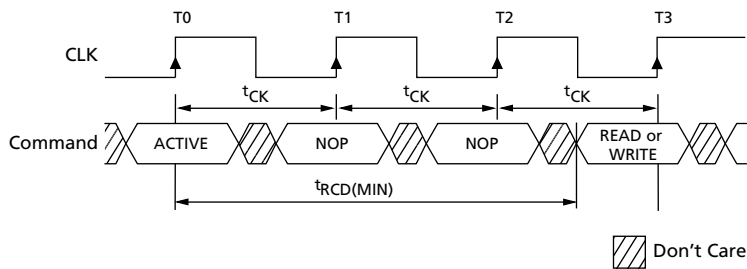 T0 T1 T2 T3
CLK
tCK tCK tCK
Command ACTIVE NOP NOP READ or
WRITE
tRCD(MIN)
Don't Care